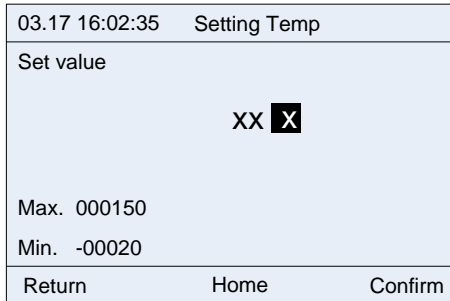 03.17 16:02:35 Setting Temp
Set value
xx x
Max. 000150
Min. -00020
Return Home Confirm